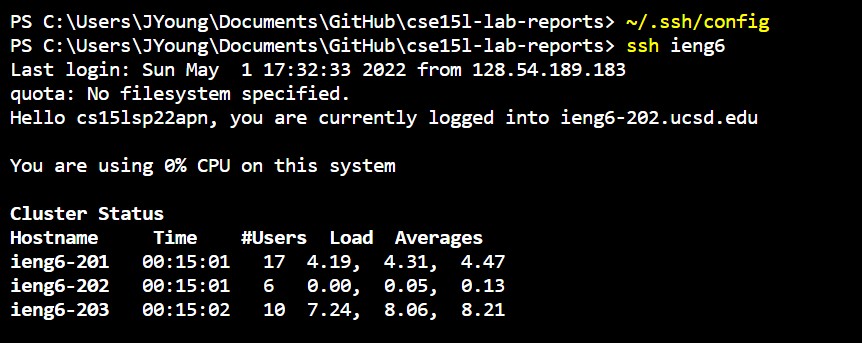 PS C:\Users\JYoung\Documents\GitHub\cse15l-lab-reports> ~/.ssh/config
PS C:\Users\JYoung\Documents\GitHub\cse15l-lab-reports> ssh ieng6
Last login: Sun May  1 17:32:33 2022 from 128.54.189.183
quota: No filesystem specified.
Hello cs15lsp22apn, you are currently logged into ieng6-202.ucsd.edu
You are using 0% CPU on this system
Cluster Status
Hostname     Time    #Users  Load  Averages
ieng6-201   00:15:01   17  4.19,  4.31,  4.47
ieng6-202   00:15:01   6   0.00,  0.05,  0.13
ieng6-203   00:15:02   10  7.24,  8.06,  8.21